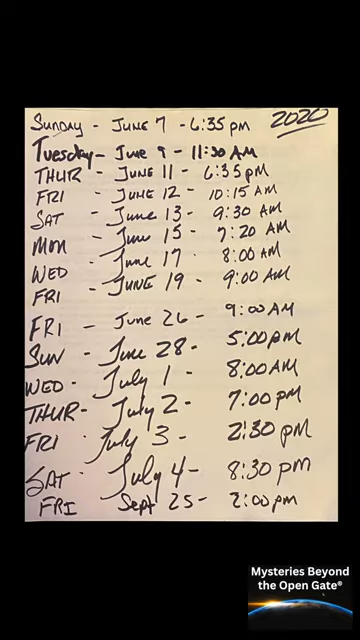 2020
Sunday - June 7 - 6:35 pm
Tuesday - June 9 - 11:30 AM
THUR - JUNE 11 - 6:35 pm
FRI JUNE 12 - 10:15 AM
SAT June 13 - 9:30 AM
Mon June 15 - 7:20 AM
WED June 17 - 8:00 AM
FRI JUNE 19 - 9:00 AM
FRI - June 26 - 9:00 AM
SUN - June 28 - 5:00 pm
WED - July 1 - 8:00 AM
THUR - July 2 - 7:00 pm
FRI - July 3 - 2:30 pm
SAT July 4 - 8:30 pm
FRI Sept 25 - 2:00 pm
Mysteries Beyond
the Open Gate®